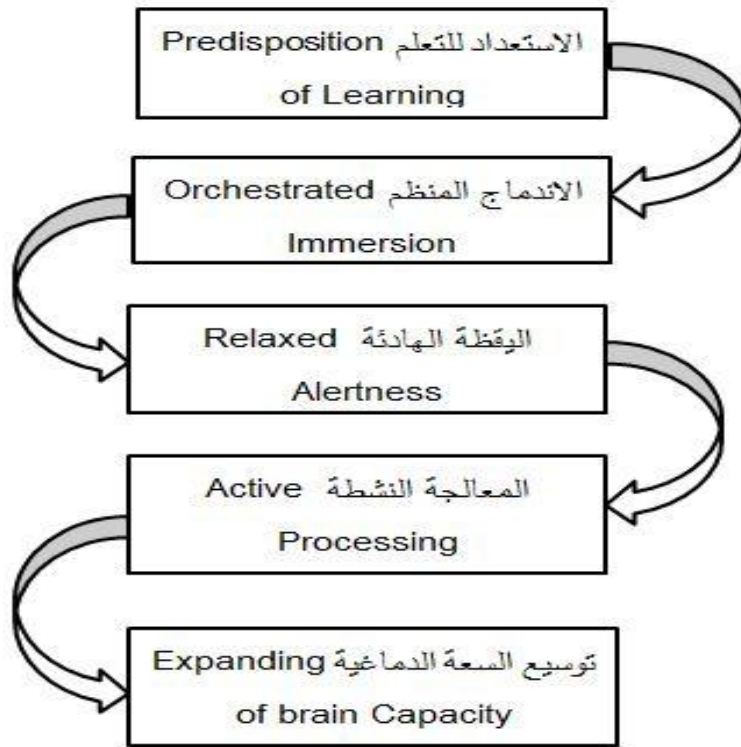 Predisposition الاستعداد للتعلم
of Learning
Orchestrated الاندماج المنظم
Immersion
Relaxed اليقظة الهادئة
Alertness
Active المعالجة النشطة
Processing
Expanding توسيع السعة الدماغية
of brain Capacity